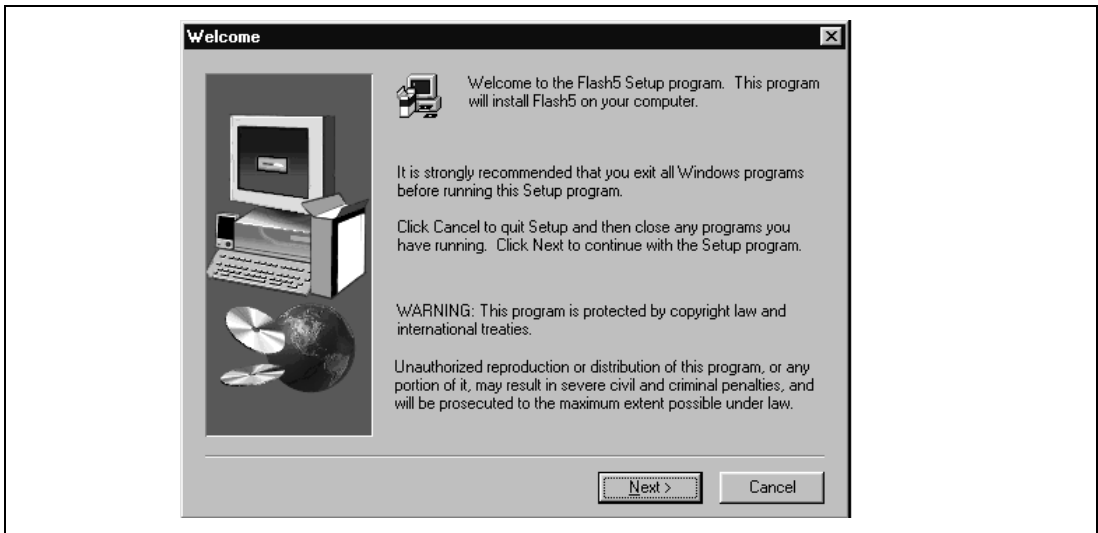 Welcome
Welcome to the Flash5 Setup program. This program
will install Flash5 on your computer.
It is strongly recommended that you exit all Windows programs
before running this Setup program.
Click Cancel to quit Setup and then close any programs you
have running. Click Next to continue with the Setup program.
WARNING: This program is protected by copyright law and
international treaties.
Unauthorized reproduction or distribution of this program, or any
portion of it, may result in severe civil and criminal penalties, and
will be prosecuted to the maximum extent possible under law.
Next >
Cancel